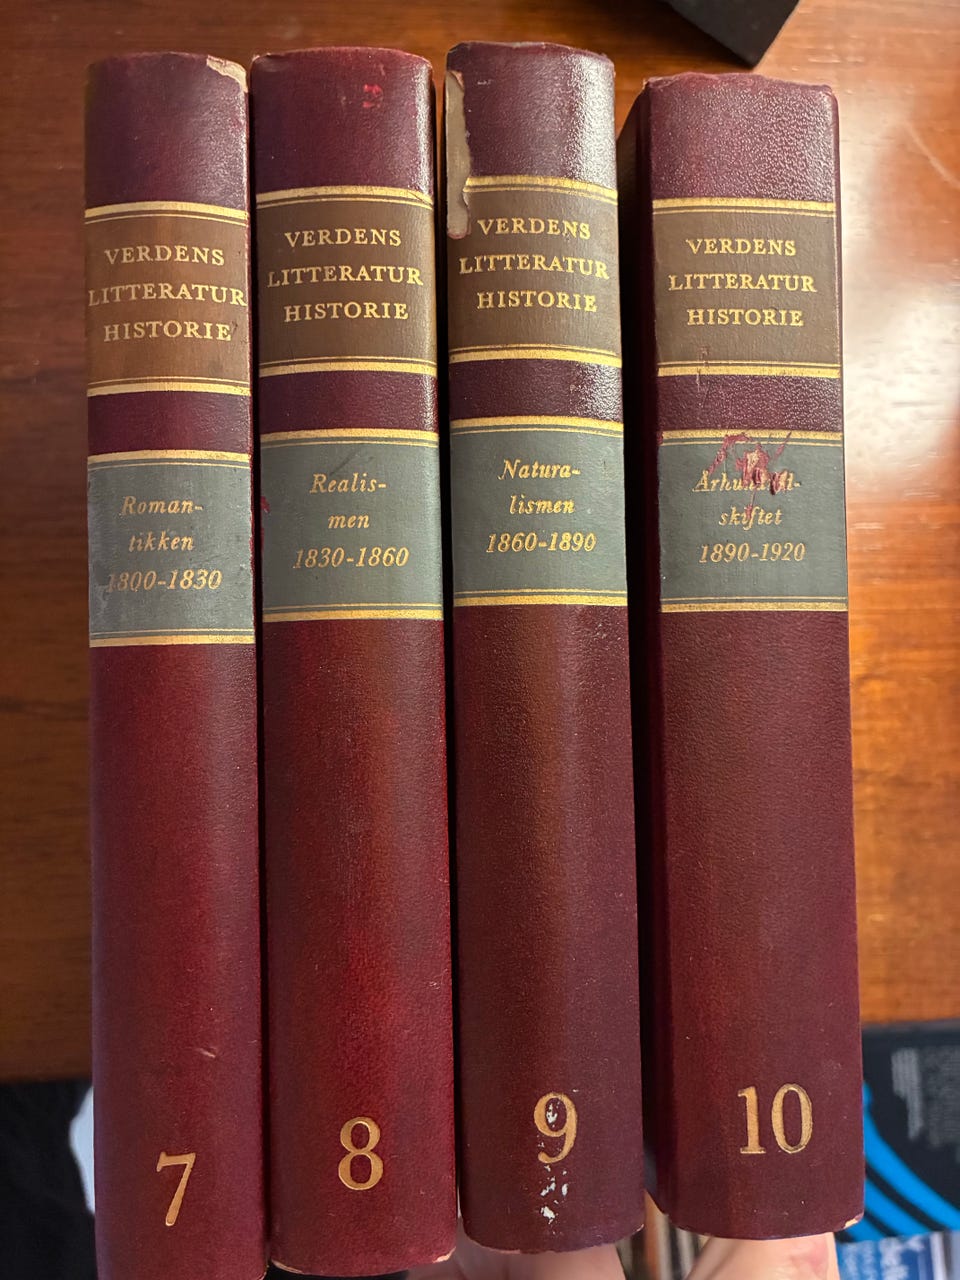 VERDENS
LITTERATUR
HISTORIE
Roman-
tikken
1800-1830
7
VERDENS
LITTERATUR
HISTORIE
Realis-
men
1830-1860
8
VERDENS
LITTERATUR
HISTORIE
Natura-
lismen
1860-1890
9
VERDENS
LITTERATUR
HISTORIE
skiftet
1890-1920
10